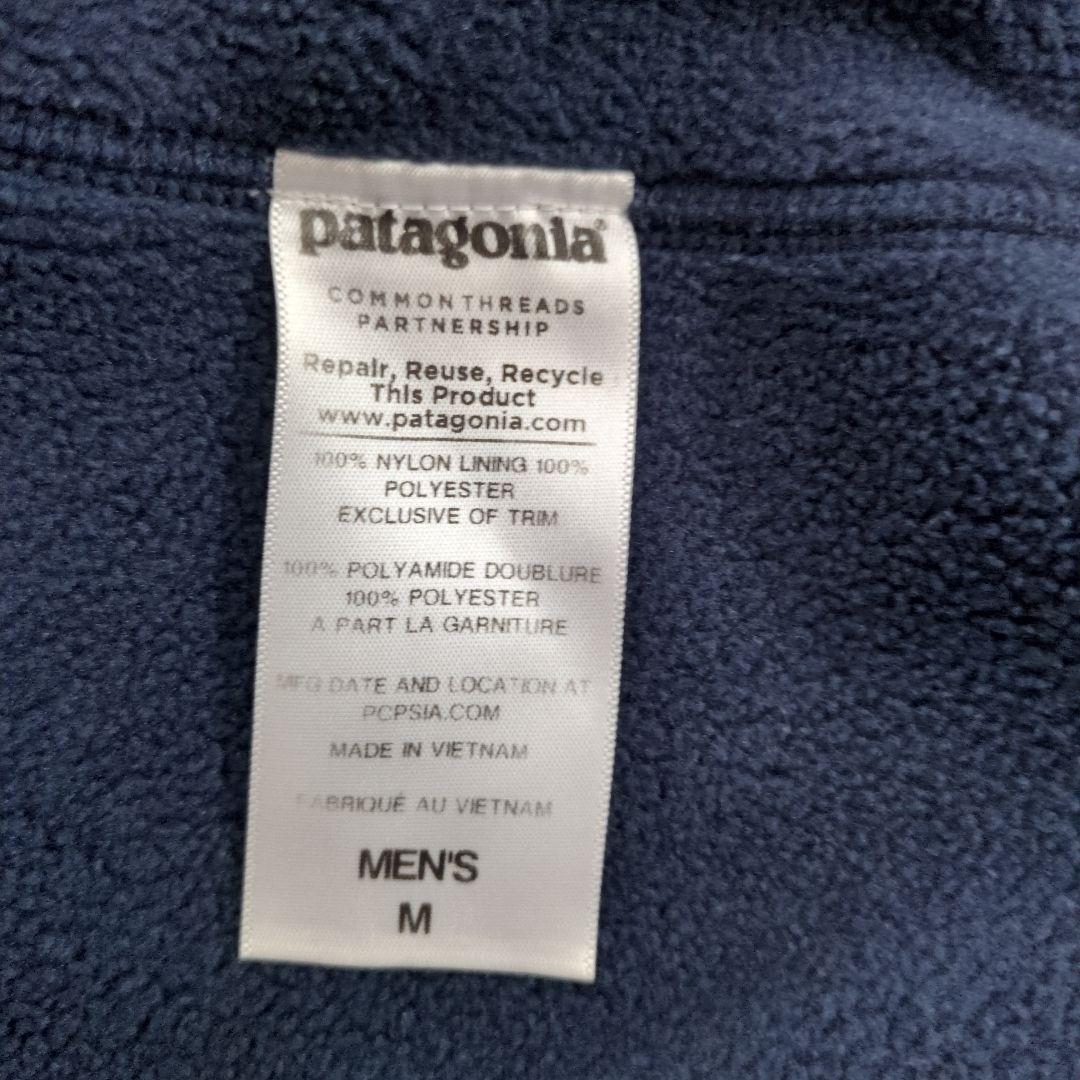 patagonia®
COMMON THREADS
PARTNERSHIP
Repair, Reuse, Recycle
This Product
www.patagonia.com
100% NYLON LINING 100%
POLYESTER
EXCLUSIVE OF TRIM
100% POLYAMIDE DOUBLURE
100% POLYESTER
A PART LA GARNITURE
MFG DATE AND LOCATION AT
PCPSIA.COM
MADE IN VIETNAM
FABRIQUÉ AU VIETNAM
MEN'S
M